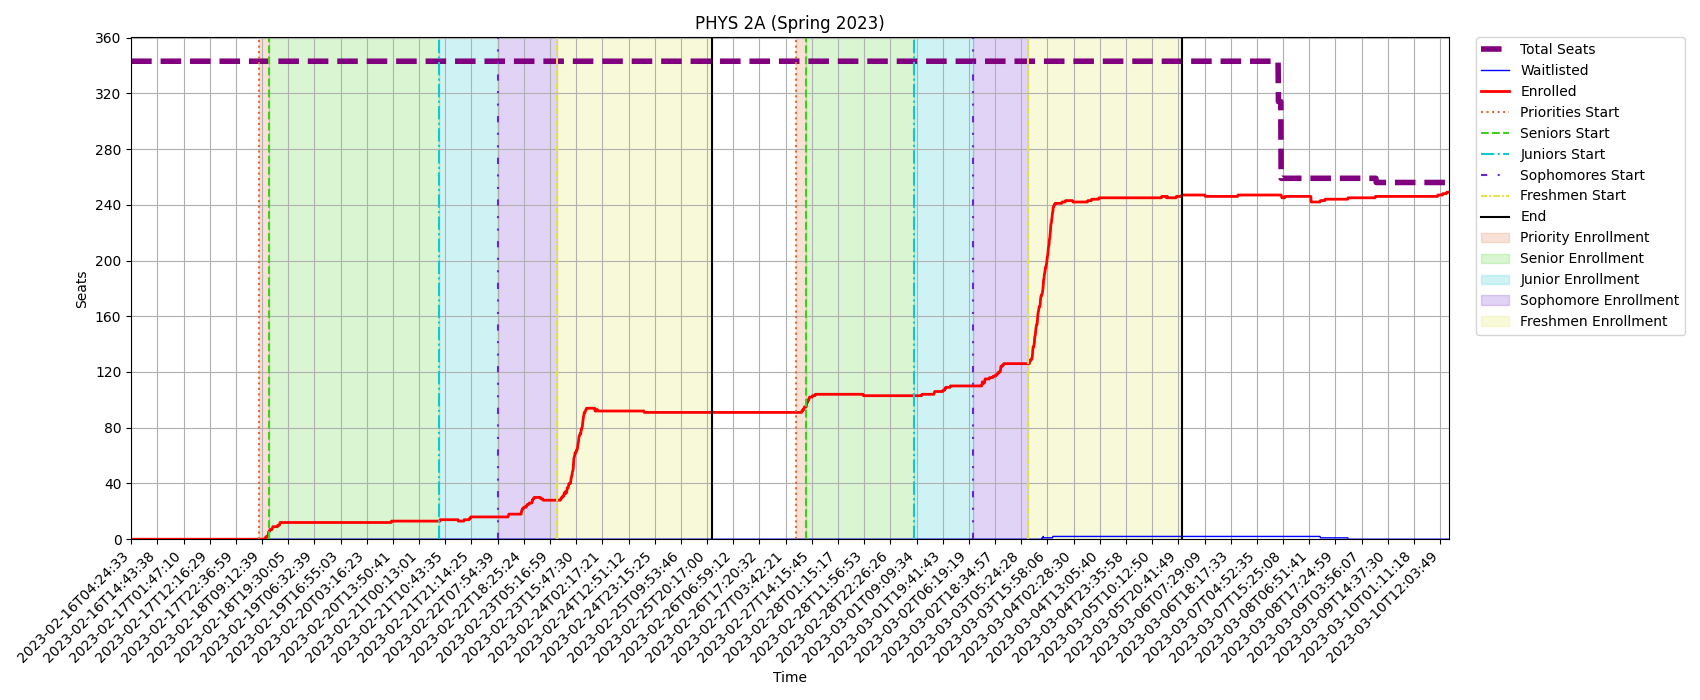 PHYS 2A (Spring 2023)
360
320
280
240
200
160
120
80
40
0
Seats
2023-02-16T04:24:33
2023-02-16T14:43:38
2023-02-17T01:47:10
2023-02-17T12:16:29
2023-02-17T22:36:59
2023-02-18T09:12:39
2023-02-18T19:30:05
2023-02-19T06:32:39
2023-02-19T16:55:03
2023-02-20T03:16:23
2023-02-20T13:50:41
2023-02-21T00:13:01
2023-02-21T10:43:35
2023-02-21T21:14:25
2023-02-22T07:54:39
2023-02-22T18:25:24
2023-02-23T05:16:59
2023-02-23T15:47:30
2023-02-24T02:17:21
2023-02-24T12:51:12
2023-02-24T23:15:25
2023-02-25T09:53:46
2023-02-25T20:17:00
2023-02-26T06:59:12
2023-02-26T17:20:32
2023-02-27T03:42:21
2023-02-27T14:15:45
2023-02-28T01:15:17
2023-02-28T11:56:53
2023-02-28T22:26:26
2023-03-01T09:09:34
2023-03-01T19:41:43
2023-03-02T06:19:19
2023-03-02T18:34:57
2023-03-03T05:24:28
2023-03-03T15:58:06
2023-03-04T02:28:30
2023-03-04T13:05:40
2023-03-04T23:35:58
2023-03-05T10:12:50
2023-03-05T20:41:49
2023-03-06T07:29:09
2023-03-06T18:17:33
2023-03-07T04:52:35
2023-03-07T15:25:08
2023-03-08T06:51:41
2023-03-08T17:24:59
2023-03-09T03:56:07
2023-03-09T14:37:30
2023-03-10T01:11:18
2023-03-10T12:03:49
Time
Total Seats
Waitlisted
Enrolled
Priorities Start
Seniors Start
Juniors Start
Sophomores Start
Freshmen Start
End
Priority Enrollment
Senior Enrollment
Junior Enrollment
Sophomore Enrollment
Freshmen Enrollment